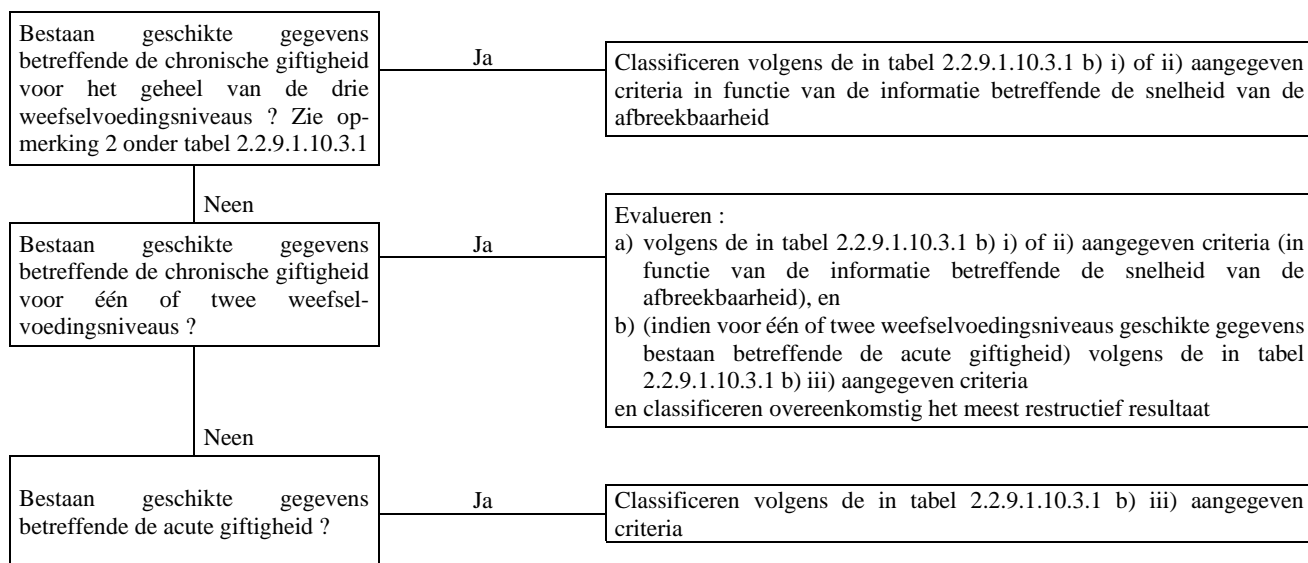 Bestaan geschikte gegevens
betreffende de chronische giftigheid
voor het geheel van de drie
weefselvoedingsniveaus ? Zie op-
merking 2 onder tabel 2.2.9.1.10.3.1
Ja
Classificeren volgens de in tabel 2.2.9.1.10.3.1 b) i) of ii) aangegeven
criteria in functie van de informatie betreffende de snelheid van de
afbreekbaarheid
Neen
Bestaan geschikte gegevens
betreffende de chronische giftigheid
voor één of twee weefsel-
voedingsniveaus ?
Ja
Evalueren :
a) volgens de in tabel 2.2.9.1.10.3.1 b) i) of ii) aangegeven criteria (in
functie van de informatie betreffende de snelheid van de
afbreekbaarheid), en
b) (indien voor één of twee weefselvoedingsniveaus geschikte gegevens
bestaan betreffende de acute giftigheid) volgens de in tabel
2.2.9.1.10.3.1 b) iii) aangegeven criteria
en classificeren overeenkomstig het meest restructief resultaat
Neen
Bestaan geschikte gegevens
betreffende de acute giftigheid ?
Ja
Classificeren volgens de in tabel 2.2.9.1.10.3.1 b) iii) aangegeven
criteria